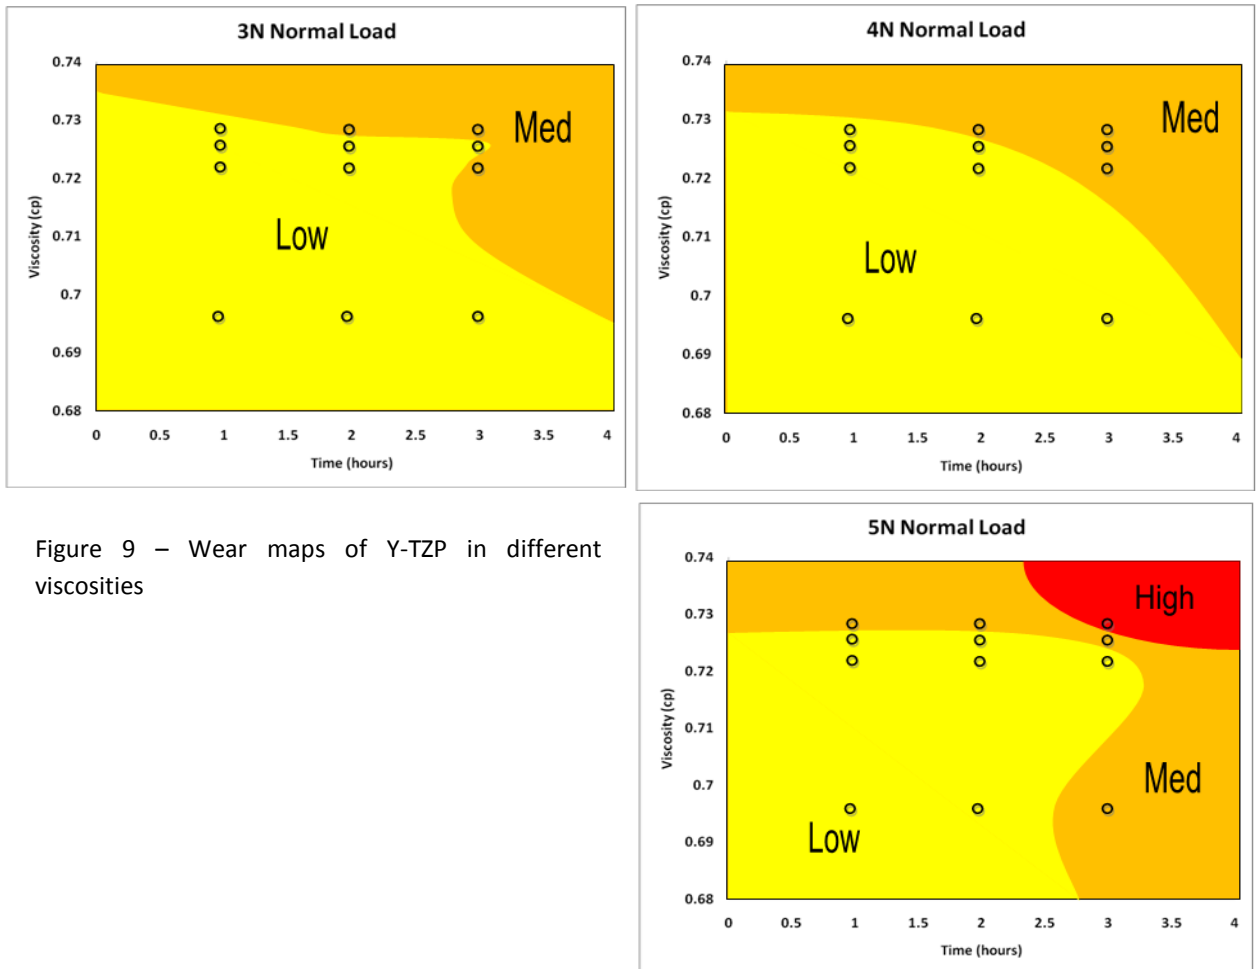 3N Normal Load
0.74
0.73
0.72
0.71
0.7
0.69
0.68
Viscosity (cp)
Med
Low
0 0.5 1 1.5 2 2.5 3 3.5 4
Time (hours)
4N Normal Load
0.74
0.73
0.72
0.71
0.7
0.69
0.68
Viscosity (cp)
Med
Low
0 0.5 1 1.5 2 2.5 3 3.5 4
Time (hours)
Figure 9 – Wear maps of Y-TZP in different
viscosities
5N Normal Load
0.74
0.73
0.72
0.71
0.7
0.69
0.68
Viscosity (cp)
High
Med
Low
0 0.5 1 1.5 2 2.5 3 3.5 4
Time (hours)